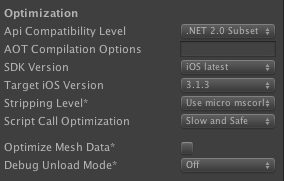 Optimization
Api Compatibility Level .NET 2.0 Subset
AOT Compilation Options
SDK Version iOS latest
Target iOS Version 3.1.3
Stripping Level* Use micro mscorl
Script Call Optimization Slow and Safe
Optimize Mesh Data*
Debug Unload Mode* Off